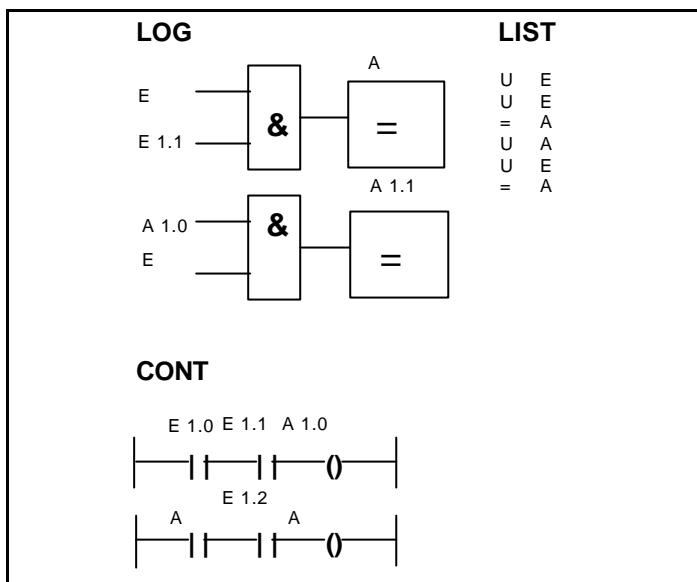 LOG
A
E
&
=
E 1.1
A 1.1
A 1.0
&
E
=
LIST
U E
U E
= A
U A
U E
= A
CONT
E 1.0 E 1.1 A 1.0
()
E 1.2
A A
()